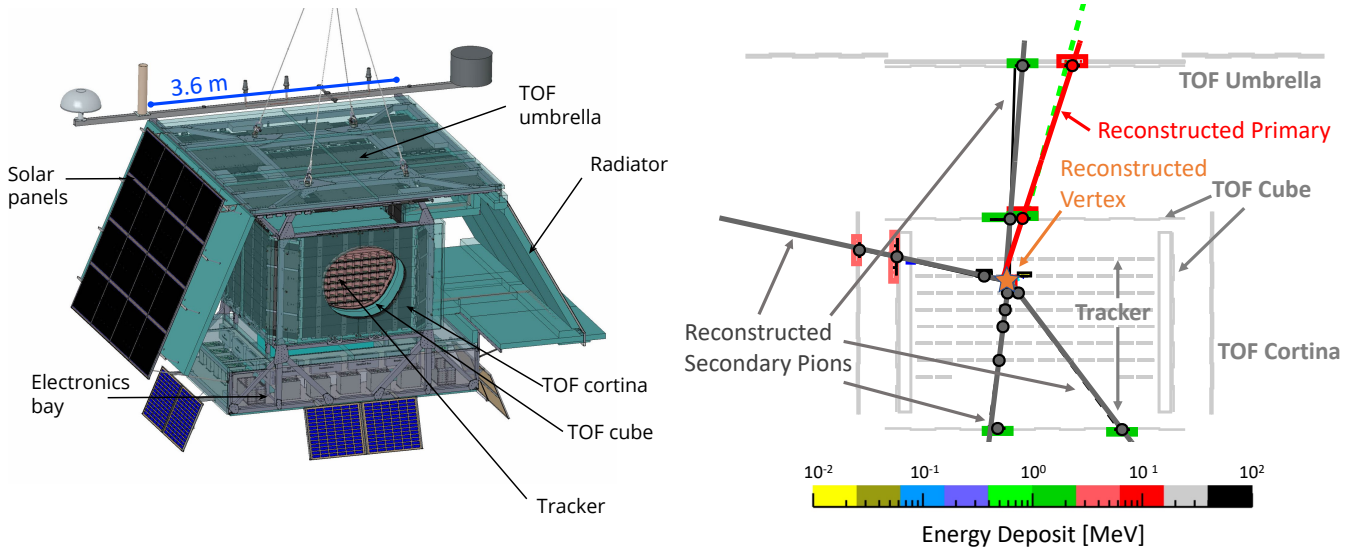 3.6 m
TOF
umbrella
Radiator
Solar
panels
Electronics
bay
TOF cortina
TOF cube
Tracker
TOF Umbrella
Reconstructed Primary
Reconstructed
Vertex
TOF Cube
Tracker
Reconstructed
Secondary Pions
TOF Cortina
10⁻² 10⁻¹ 10⁰ 10¹ 10²
Energy Deposit [MeV]